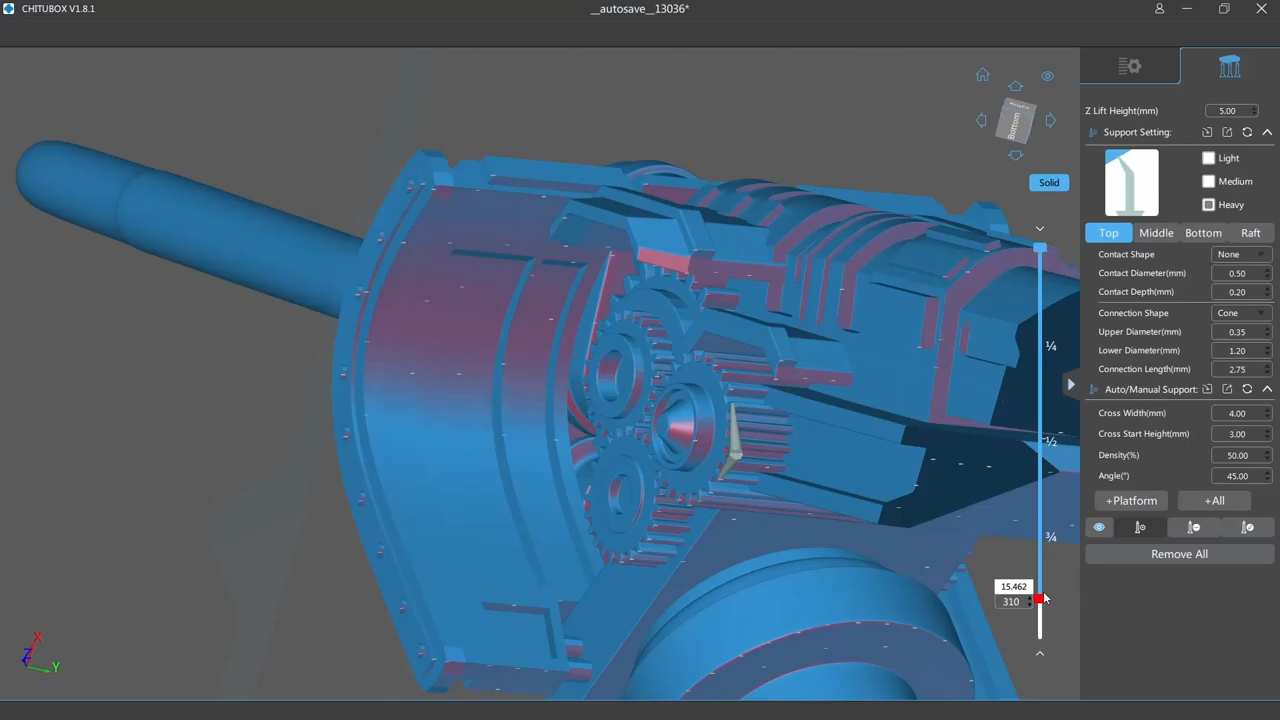 CHITUBOX V1.8.1
__autosave__13036*
Z Lift Height(mm) 5.00
Support Setting:
Light
Medium
Heavy
Top Middle Bottom Raft
Contact Shape None
Contact Diameter(mm) 0.50
Contact Depth(mm) 0.20
Connection Shape: Cone
Upper Diameter(mm) 0.35
Lower Diameter(mm) 1.20
Connection Length(mm) 2.75
Auto/Manual Support:
Cross Width(mm) 4.00
Cross Start Height(mm) 3.00
Density(%) 50.00
Angle(°) 45.00
+Platform +All
Remove All
Bottom
Solid
¼
½
¾
15.462
310
X
Z
Y